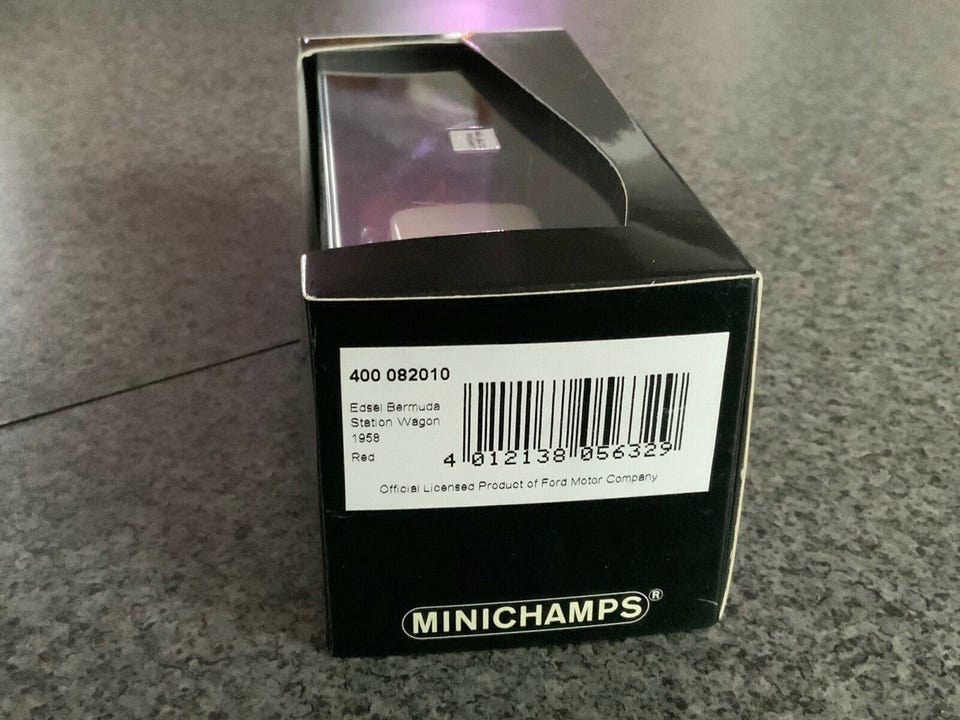 400 082010
Edsel Bermuda
Station Wagon
1958
Red
4 012138 056329
Official Licensed Product of Ford Motor Company
MINICHAMPS®